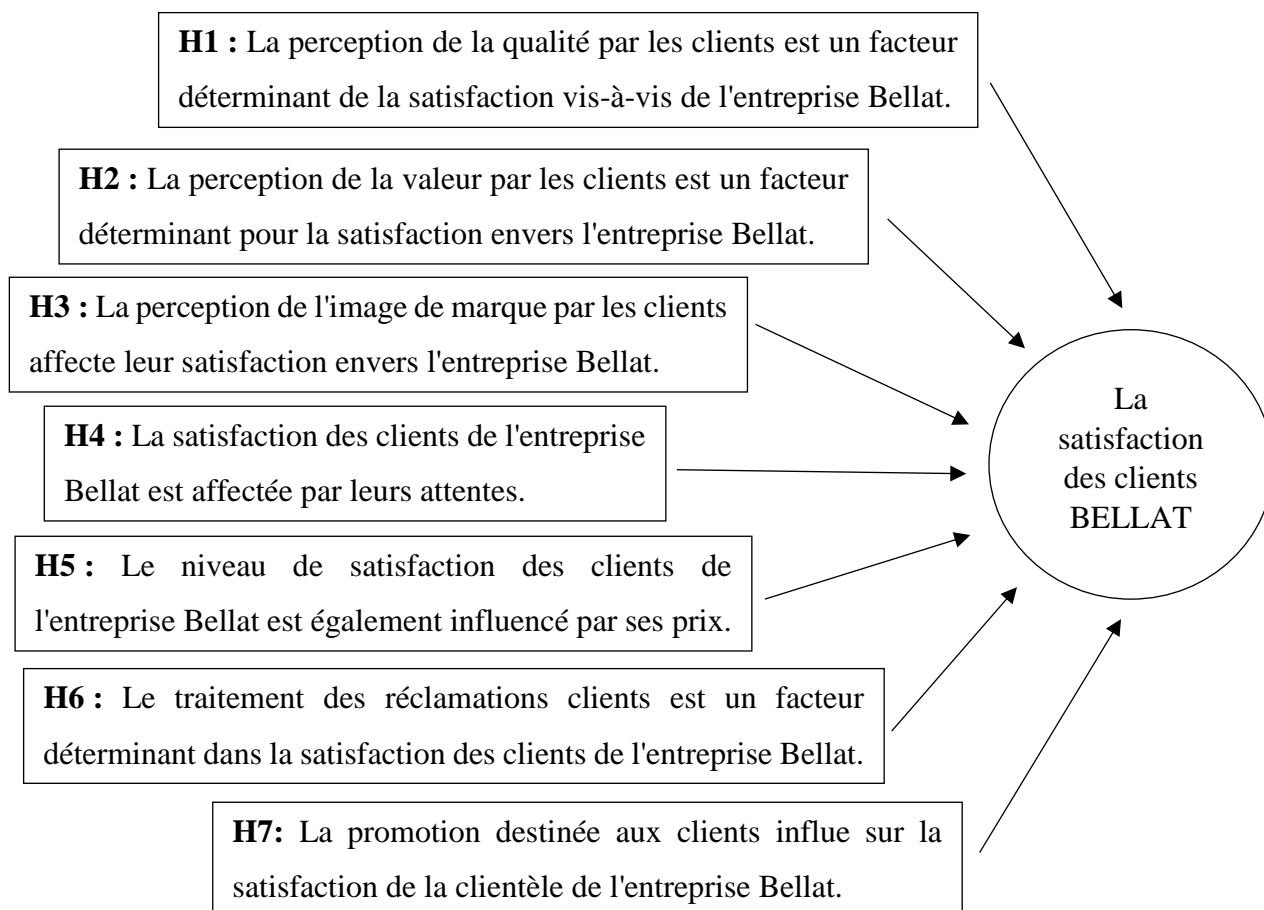 H1 : La perception de la qualité par les clients est un facteur
déterminant de la satisfaction vis-à-vis de l'entreprise Bellat.
H2 : La perception de la valeur par les clients est un facteur
déterminant pour la satisfaction envers l'entreprise Bellat.
H3 : La perception de l'image de marque par les clients
affecte leur satisfaction envers l'entreprise Bellat.
H4 : La satisfaction des clients de l'entreprise
Bellat est affectée par leurs attentes.
H5 : Le niveau de satisfaction des clients de
l'entreprise Bellat est également influencé par ses prix.
H6 : Le traitement des réclamations clients est un facteur
déterminant dans la satisfaction des clients de l'entreprise Bellat.
H7: La promotion destinée aux clients influe sur la
satisfaction de la clientèle de l'entreprise Bellat.
La
satisfaction
des clients
BELLAT